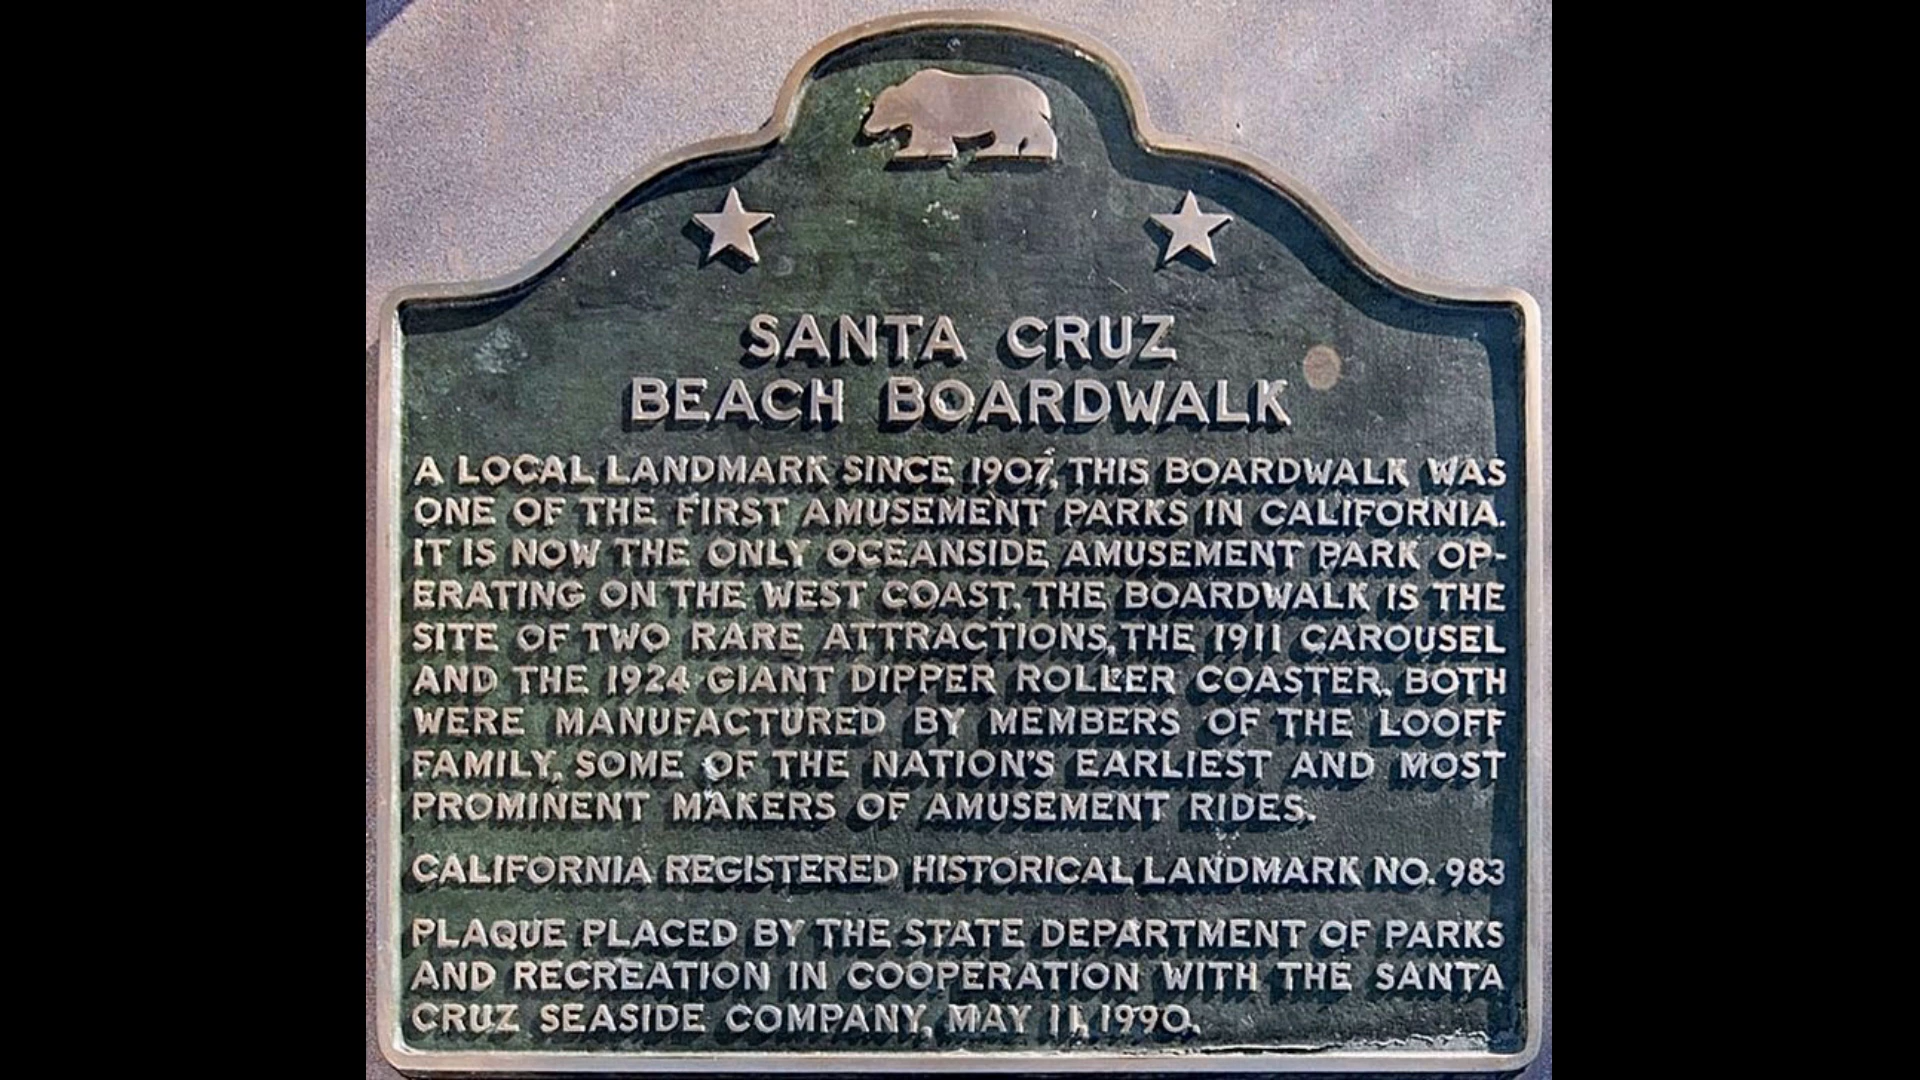 SANTA CRUZ
BEACH BOARDWALK
A LOCAL LANDMARK SINCE 1907, THIS BOARDWALK WAS
ONE OF THE FIRST AMUSEMENT PARKS IN CALIFORNIA.
IT IS NOW THE ONLY OCEANSIDE AMUSEMENT PARK OP-
ERATING ON THE WEST COAST. THE BOARDWALK IS THE
SITE OF TWO RARE ATTRACTIONS, THE 1911 CAROUSEL
AND THE 1924 GIANT DIPPER ROLLER COASTER. BOTH
WERE MANUFACTURED BY MEMBERS OF THE LOOFF
FAMILY, SOME OF THE NATION'S EARLIEST AND MOST
PROMINENT MAKERS OF AMUSEMENT RIDES.
CALIFORNIA REGISTERED HISTORICAL LANDMARK NO. 983
PLAQUE PLACED BY THE STATE DEPARTMENT OF PARKS
AND RECREATION IN COOPERATION WITH THE SANTA
CRUZ SEASIDE COMPANY, MAY 11, 1990.